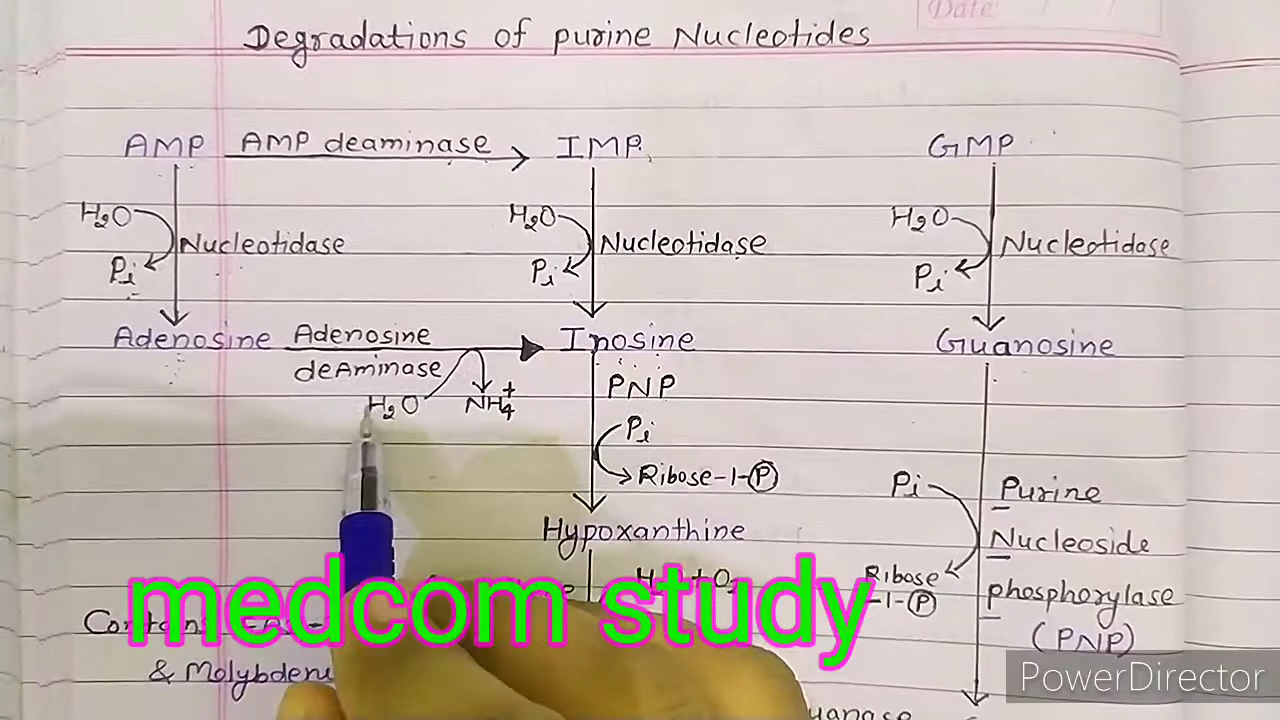 Date:
Degradations of purine Nucleotides
AMP AMP deaminase IMP GMP
H₂O H₂O H₂O
Nucleotidase Nucleotidase Nucleotidase
Pi Pi Pi
Adenosine Adenosine Inosine Guanosine
deAminase PNP
H₂O NH₄⁺
Pi
Ribose-1-Ⓟ Pi Purine
Hypoxanthine Nucleoside
Ribose
-1-Ⓟ phosphorylase
(PNP)
& Molybden
medcom study
PowerDirector